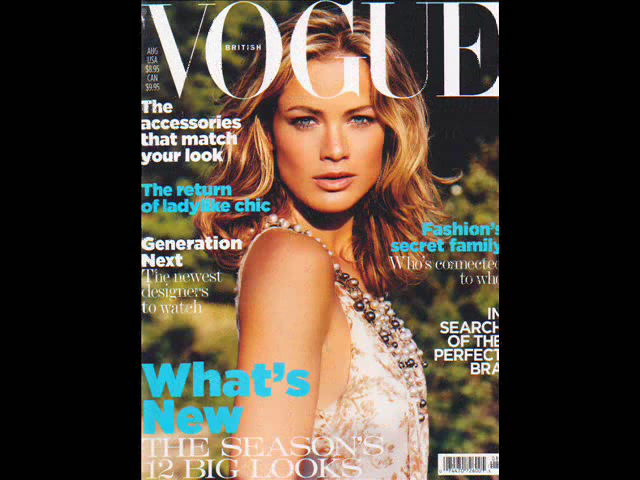 VOGUE
BRITISH
AUG
USA
$8.95
CAN
$9.95
The
accessories
that match
your look
The return
of ladylike chic
Generation
Next
The newest
designers
to watch
Fashion's
secret family
Who's connected
to who
IN
SEARCH
OF THE
PERFECT
BRA
What's
New
THE SEASON'S
12 BIG LOOKS